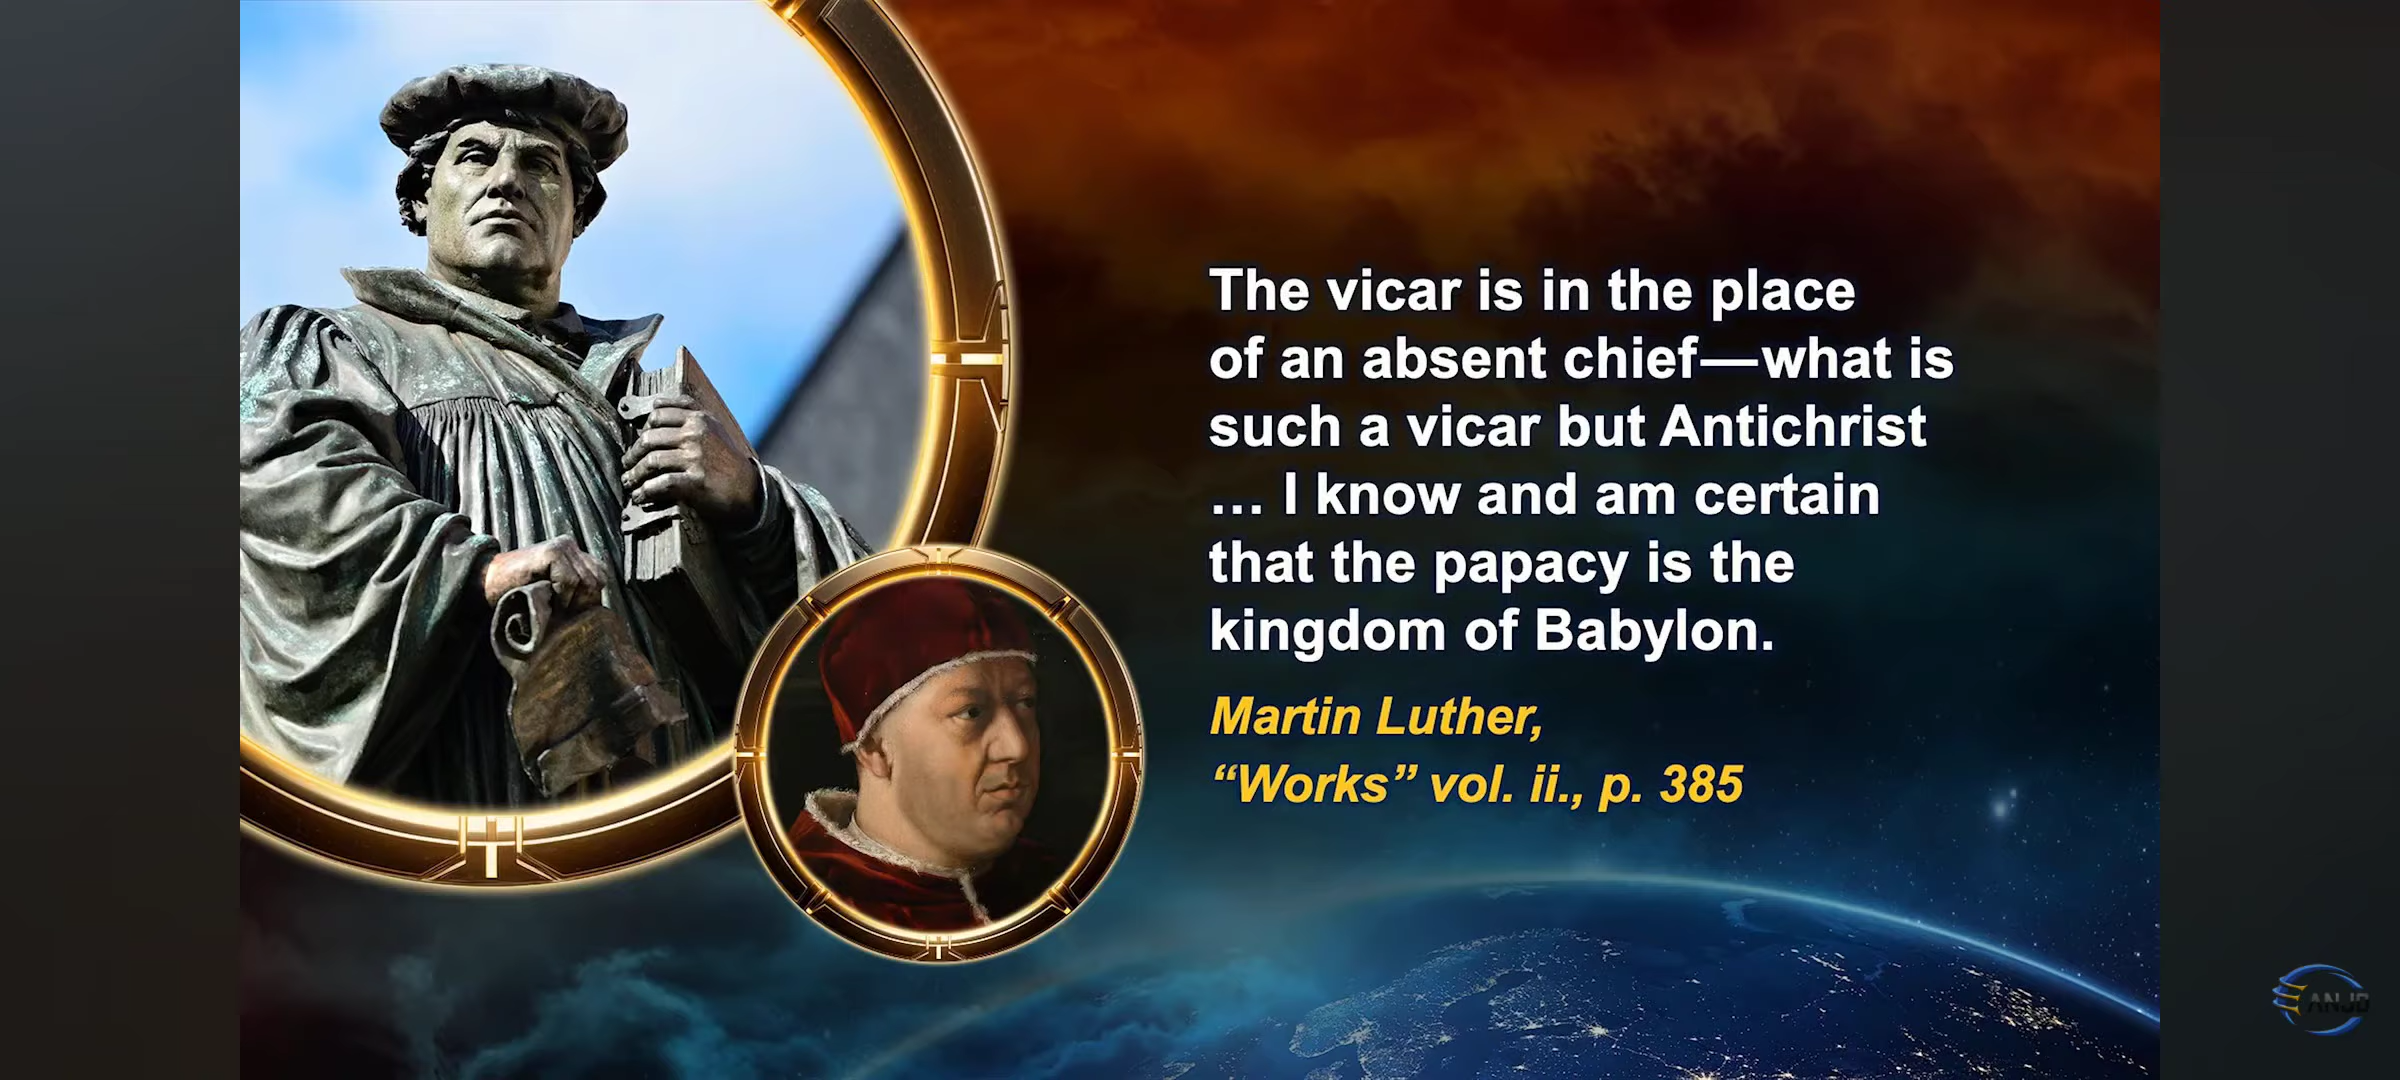 The vicar is in the place
of an absent chief—what is
such a vicar but Antichrist
… I know and am certain
that the papacy is the
kingdom of Babylon.
Martin Luther,
“Works” vol. ii., p. 385
ANJB